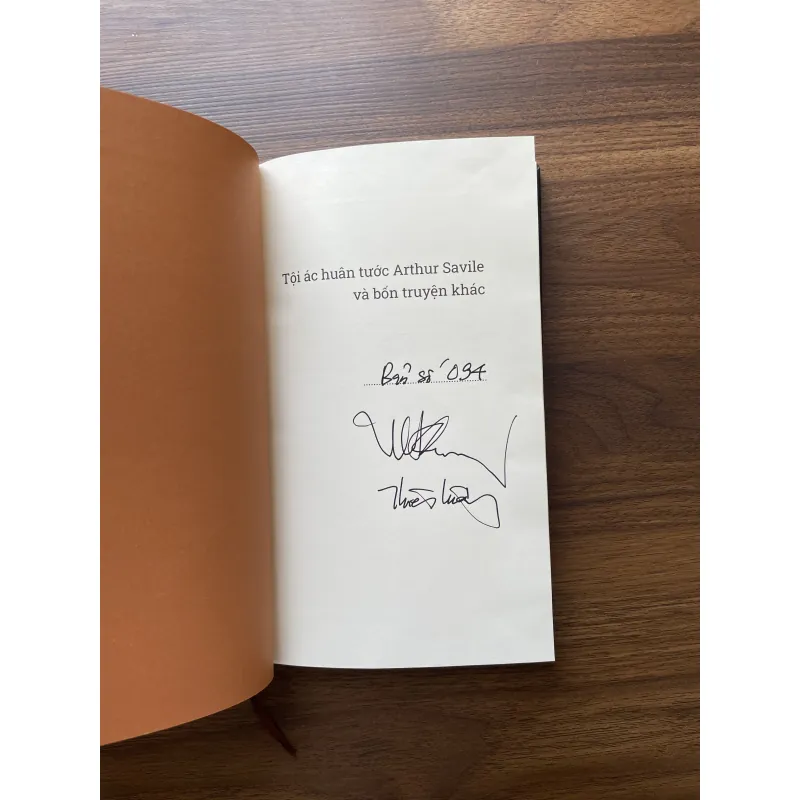 Tội ác huân tước Arthur Savile
và bốn truyện khác
Bản số 094